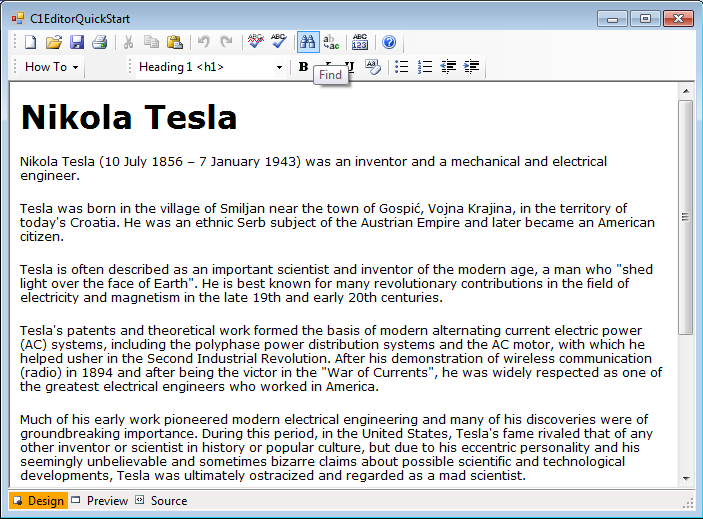 C1EditorQuickStart
ABC ABC ab ac ABC 123
How To Heading 1 <h1> B U AB 1 2 3
Find
Nikola Tesla
Nikola Tesla (10 July 1856 – 7 January 1943) was an inventor and a mechanical and electrical
engineer.
Tesla was born in the village of Smiljan near the town of Gospić, Vojna Krajina, in the territory of
today's Croatia. He was an ethnic Serb subject of the Austrian Empire and later became an American
citizen.
Tesla is often described as an important scientist and inventor of the modern age, a man who "shed
light over the face of Earth". He is best known for many revolutionary contributions in the field of
electricity and magnetism in the late 19th and early 20th centuries.
Tesla's patents and theoretical work formed the basis of modern alternating current electric power
(AC) systems, including the polyphase power distribution systems and the AC motor, with which he
helped usher in the Second Industrial Revolution. After his demonstration of wireless communication
(radio) in 1894 and after being the victor in the "War of Currents", he was widely respected as one of
the greatest electrical engineers who worked in America.
Much of his early work pioneered modern electrical engineering and many of his discoveries were of
groundbreaking importance. During this period, in the United States, Tesla's fame rivaled that of any
other inventor or scientist in history or popular culture, but due to his eccentric personality and his
seemingly unbelievable and sometimes bizarre claims about possible scientific and technological
developments, Tesla was ultimately ostracized and regarded as a mad scientist.
Design Preview Source